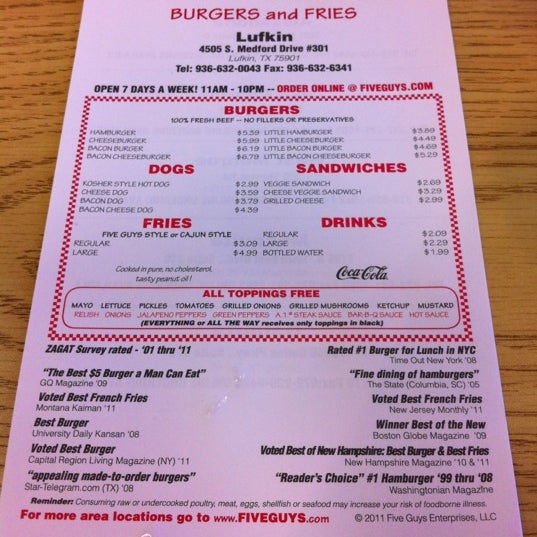 BURGERS and FRIES
Lufkin
4505 S. Medford Drive #301
Lufkin, TX 75901
Tel: 936-632-0043 Fax: 936-632-6341
OPEN 7 DAYS A WEEK! 11AM - 10PM -- ORDER ONLINE @ FIVEGUYS.COM
BURGERS
100% FRESH BEEF -- NO FILLERS OR PRESERVATIVES
HAMBURGER $5.39 LITTLE HAMBURGER $3.89
CHEESEBURGER $5.99 LITTLE CHEESEBURGER $4.49
BACON BURGER $6.19 LITTLE BACON BURGER $4.69
BACON CHEESEBURGER $6.79 LITTLE BACON CHEESEBURGER $5.29
DOGS SANDWICHES
KOSHER STYLE HOT DOG $2.99 VEGGIE SANDWICH $2.69
CHEESE DOG $3.59 CHEESE VEGGIE SANDWICH $3.29
BACON DOG $3.79 GRILLED CHEESE $2.99
BACON CHEESE DOG $4.39
FRIES DRINKS
FIVE GUYS STYLE or CAJUN STYLE REGULAR $2.09
REGULAR $3.09 LARGE $2.29
LARGE $4.99 BOTTLED WATER $1.99
Cooked in pure, no cholesterol,
tasty peanut oil!
Coca-Cola
ALL TOPPINGS FREE
MAYO LETTUCE PICKLES TOMATOES GRILLED ONIONS GRILLED MUSHROOMS KETCHUP MUSTARD
RELISH ONIONS JALAPENO PEPPERS GREEN PEPPERS A.1.® STEAK SAUCE BAR-B-Q SAUCE HOT SAUCE
(EVERYTHING or ALL THE WAY receives only toppings in black)
ZAGAT Survey rated - '01 thru '11 Rated #1 Burger for Lunch in NYC
Time Out New York '08
"The Best $5 Burger a Man Can Eat" "Fine dining of hamburgers"
GQ Magazine '09 The State (Columbia, SC) '05
Voted Best French Fries Voted Best French Fries
Montana Kaiman '11 New Jersey Monthly '11
Best Burger Winner Best of the New
University Daily Kansan '08 Boston Globe Magazine '09
Voted Best Burger Voted Best of New Hampshire: Best Burger & Best Fries
Capital Region Living Magazine (NY) '11 New Hampshire Magazine '10 & '11
"appealing made-to-order burgers" "Reader's Choice" #1 Hamburger '99 thru '08
Star-Telegram.com (TX) '08 Washingtonian Magazine
Reminder: Consuming raw or undercooked poultry, meat, eggs, shellfish or seafood may increase your risk of foodborne illness.
For more area locations go to www.FIVEGUYS.com © 2011 Five Guys Enterprises, LLC